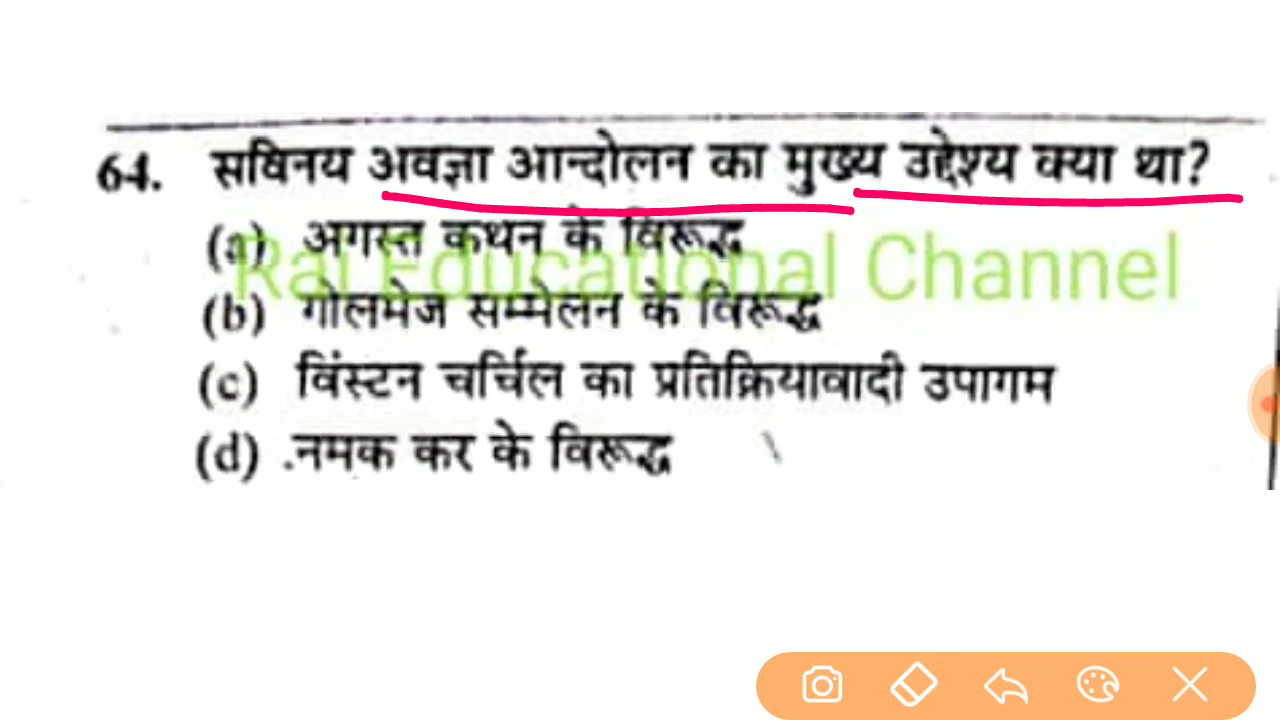 64. सविनय अवज्ञा आन्दोलन का मुख्य उद्देश्य क्या था?
(a) अगस्त कथन के विरूद्ध
Rai Educational Channel
(b) गोलमेज सम्मेलन के विरूद्ध
(c) विंस्टन चर्चिल का प्रतिक्रियावादी उपागम
(d) .नमक कर के विरूद्ध